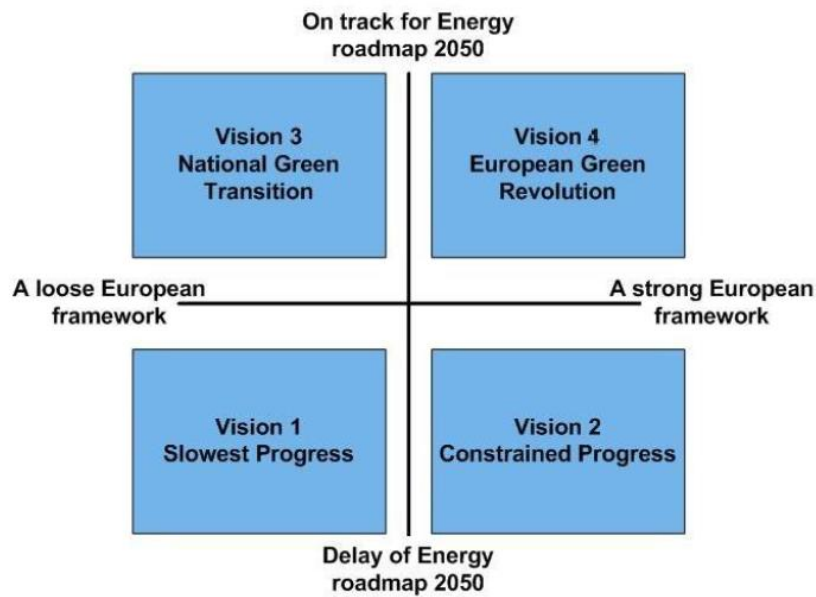 On track for Energy
roadmap 2050
Vision 3
National Green
Transition
Vision 4
European Green
Revolution
A loose European
framework
A strong European
framework
Vision 1
Slowest Progress
Vision 2
Constrained Progress
Delay of Energy
roadmap 2050